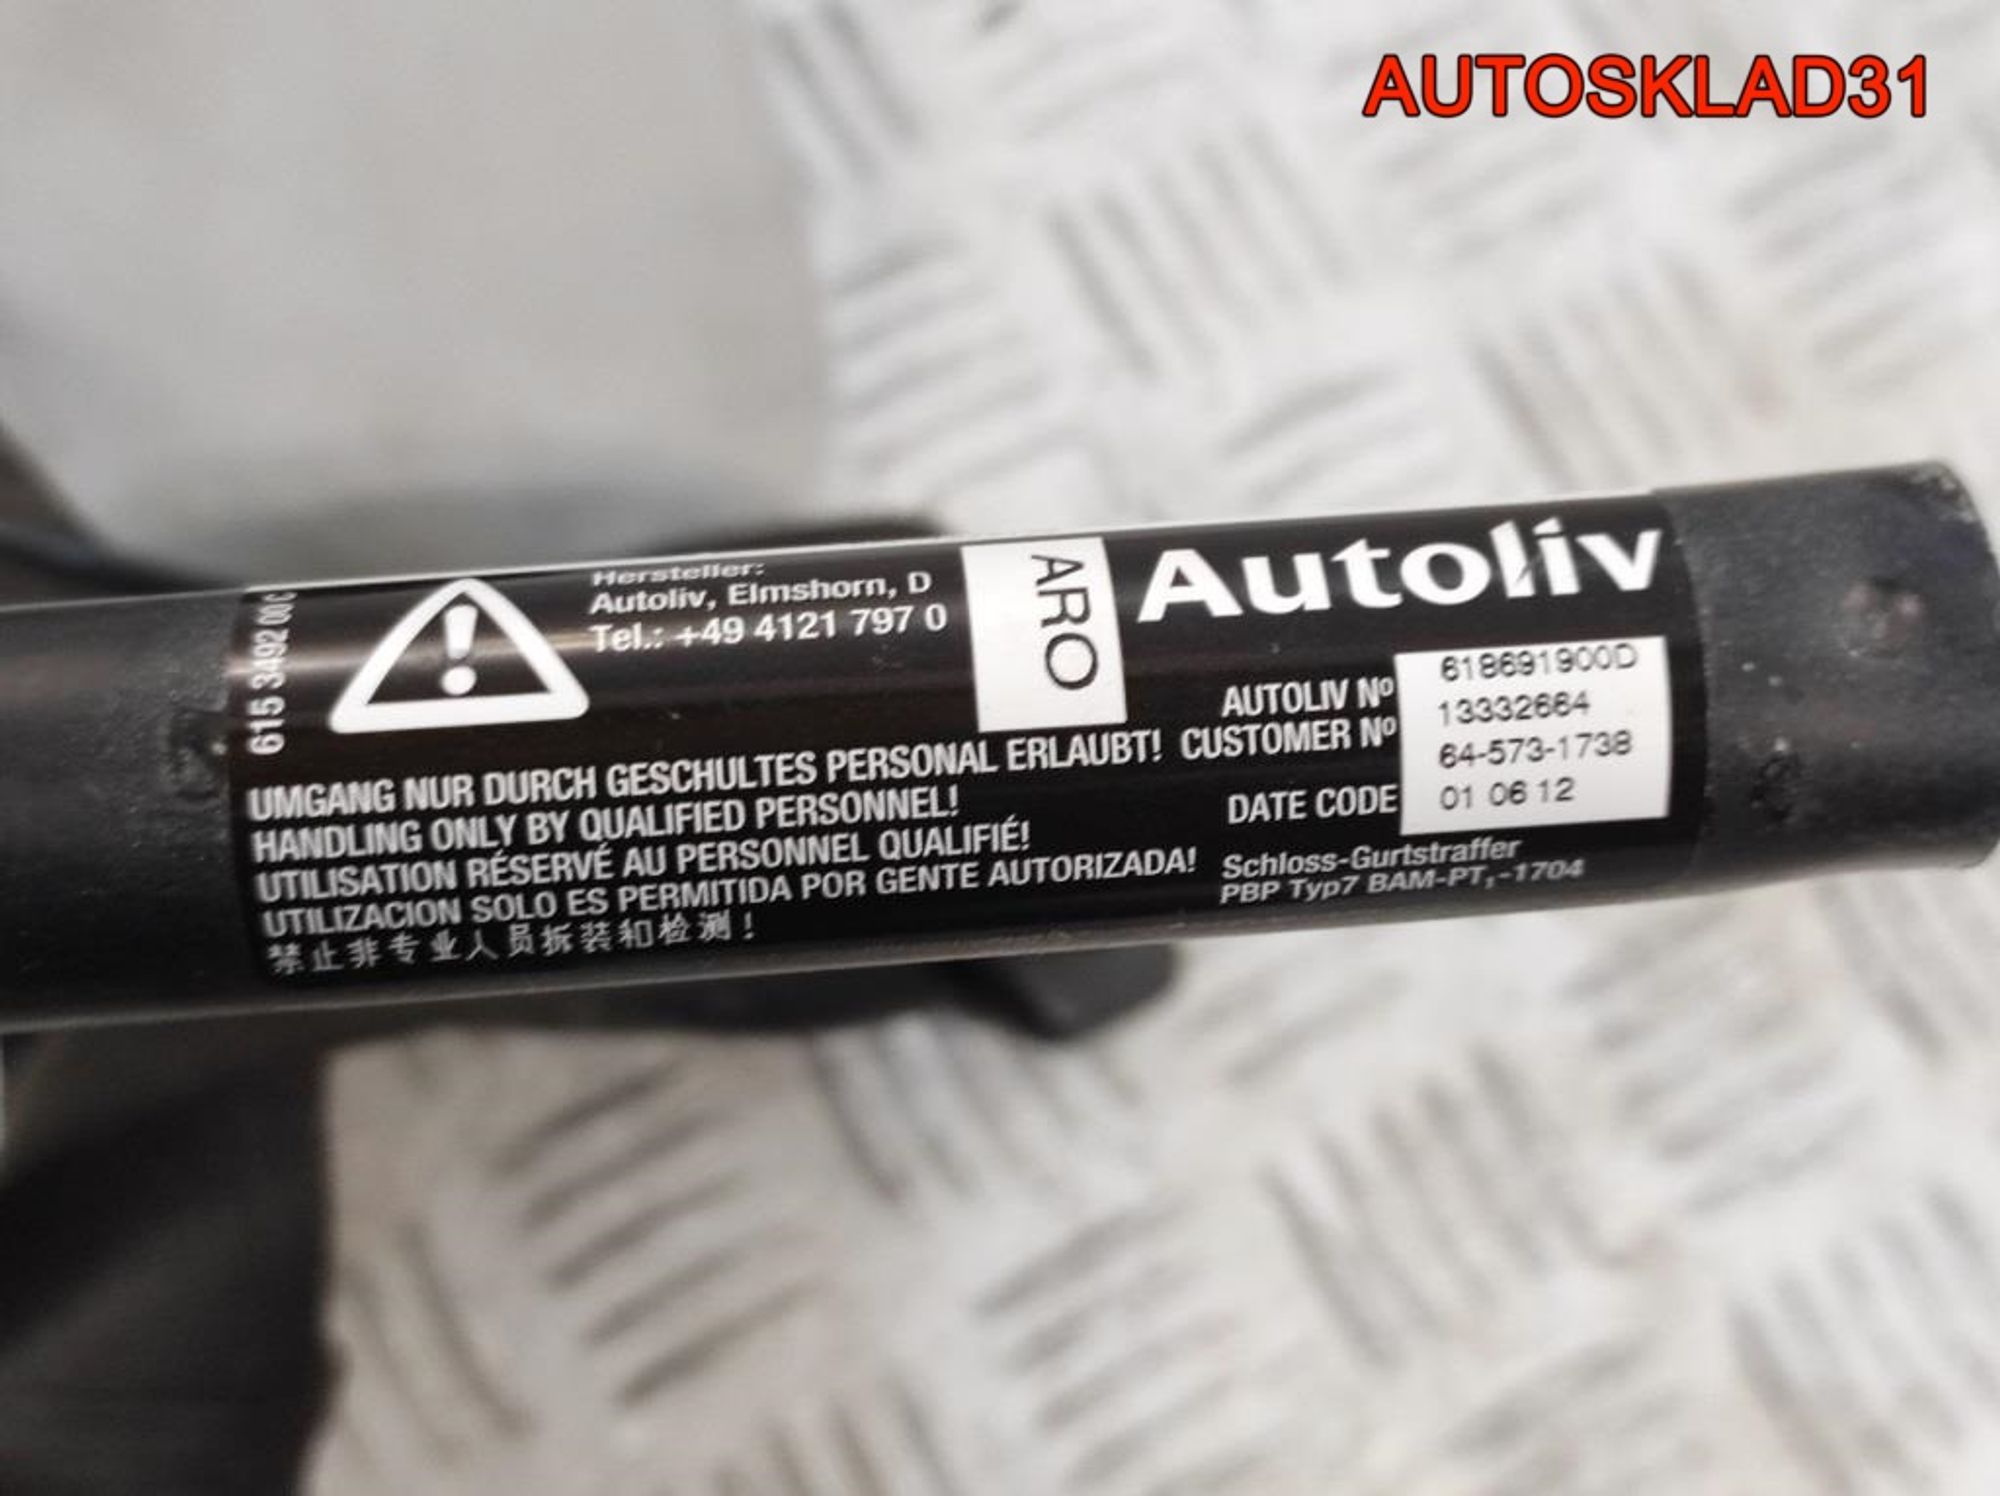 AUTOSKLAD31
615 3492 00 C
Hersteller:
Autoliv, Elmshorn, D
Tel.: +49 4121 797 0
ARO
Autoliv
AUTOLIV Nº 618691900D
CUSTOMER Nº 13332664
64-573-1738
DATE CODE 01 06 12
UMGANG NUR DURCH GESCHULTES PERSONAL ERLAUBT!
HANDLING ONLY BY QUALIFIED PERSONNEL!
UTILISATION RÉSERVÉ AU PERSONNEL QUALIFIÉ!
UTILIZACION SOLO ES PERMITIDA POR GENTE AUTORIZADA!
禁止非专业人员拆装和检测!
Schloss-Gurtstraffer
PBP Typ7 BAM-PT,-1704